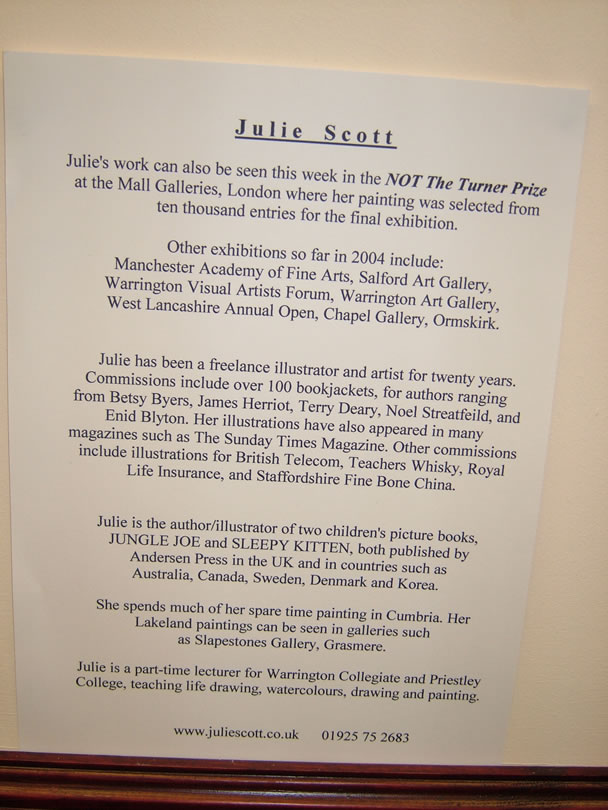 Julie Scott
Julie's work can also be seen this week in the NOT The Turner Prize
at the Mall Galleries, London where her painting was selected from
ten thousand entries for the final exhibition.
Other exhibitions so far in 2004 include:
Manchester Academy of Fine Arts, Salford Art Gallery,
Warrington Visual Artists Forum, Warrington Art Gallery,
West Lancashire Annual Open, Chapel Gallery, Ormskirk.
Julie has been a freelance illustrator and artist for twenty years.
Commissions include over 100 bookjackets, for authors ranging
from Betsy Byers, James Herriot, Terry Deary, Noel Streatfeild, and
Enid Blyton. Her illustrations have also appeared in many
magazines such as The Sunday Times Magazine. Other commissions
include illustrations for British Telecom, Teachers Whisky, Royal
Life Insurance, and Staffordshire Fine Bone China.
Julie is the author/illustrator of two children's picture books,
JUNGLE JOE and SLEEPY KITTEN, both published by
Andersen Press in the UK and in countries such as
Australia, Canada, Sweden, Denmark and Korea.
She spends much of her spare time painting in Cumbria. Her
Lakeland paintings can be seen in galleries such
as Slapestones Gallery, Grasmere.
Julie is a part-time lecturer for Warrington Collegiate and Priestley
College, teaching life drawing, watercolours, drawing and painting.
www.juliescott.co.uk 01925 75 2683